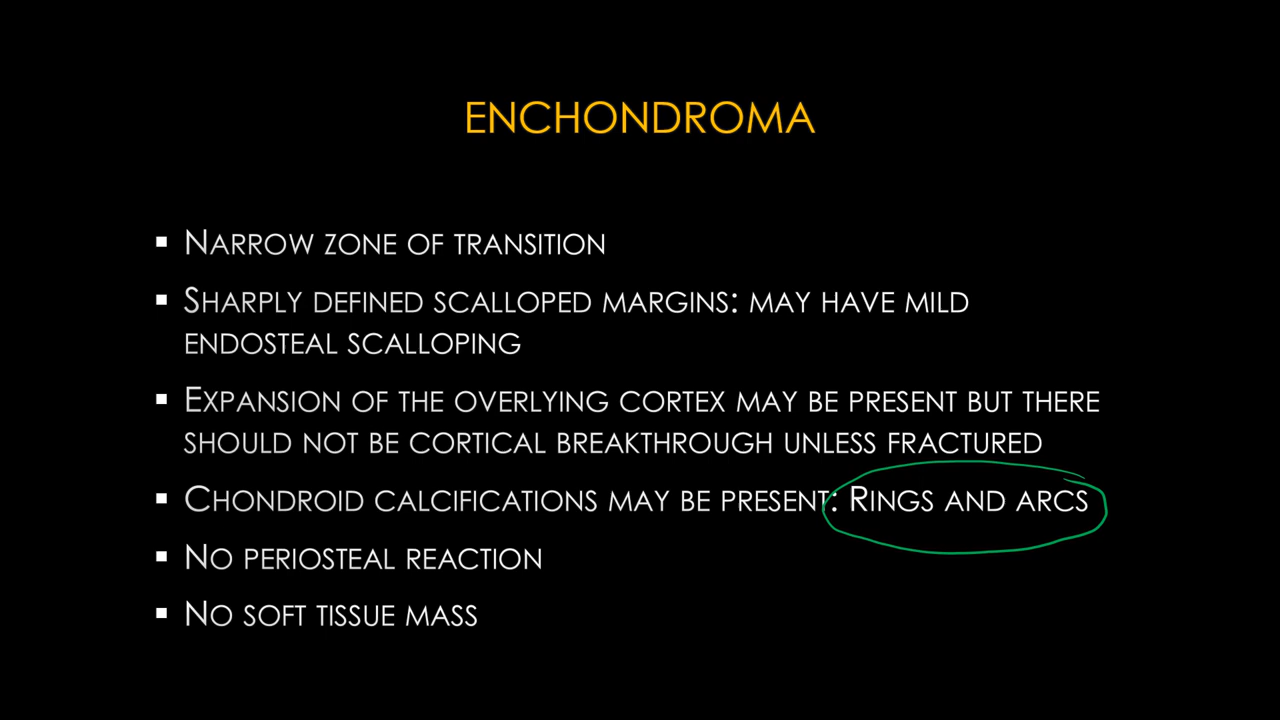 ENCHONDROMA
▪ NARROW ZONE OF TRANSITION
▪ SHARPLY DEFINED SCALLOPED MARGINS: MAY HAVE MILD
ENDOSTEAL SCALLOPING
▪ EXPANSION OF THE OVERLYING CORTEX MAY BE PRESENT BUT THERE
SHOULD NOT BE CORTICAL BREAKTHROUGH UNLESS FRACTURED
▪ CHONDROID CALCIFICATIONS MAY BE PRESENT: RINGS AND ARCS
▪ NO PERIOSTEAL REACTION
▪ NO SOFT TISSUE MASS